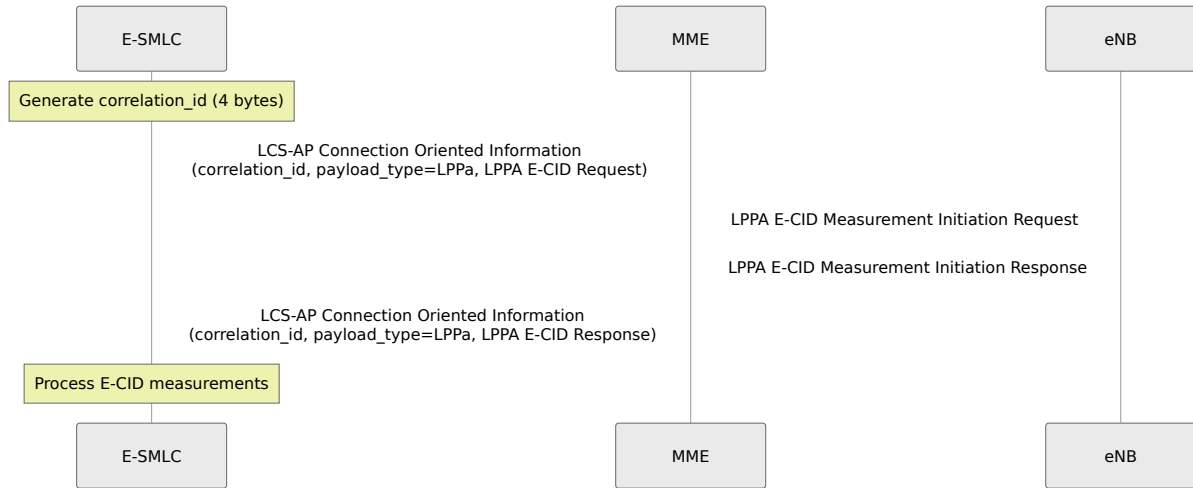 E-SMLC
MME
eNB
Generate correlation_id (4 bytes)
LCS-AP Connection Oriented Information
(correlation_id, payload_type=LPPa, LPPA E-CID Request)
LPPA E-CID Measurement Initiation Request
LPPA E-CID Measurement Initiation Response
LCS-AP Connection Oriented Information
(correlation_id, payload_type=LPPa, LPPA E-CID Response)
Process E-CID measurements
E-SMLC
MME
eNB